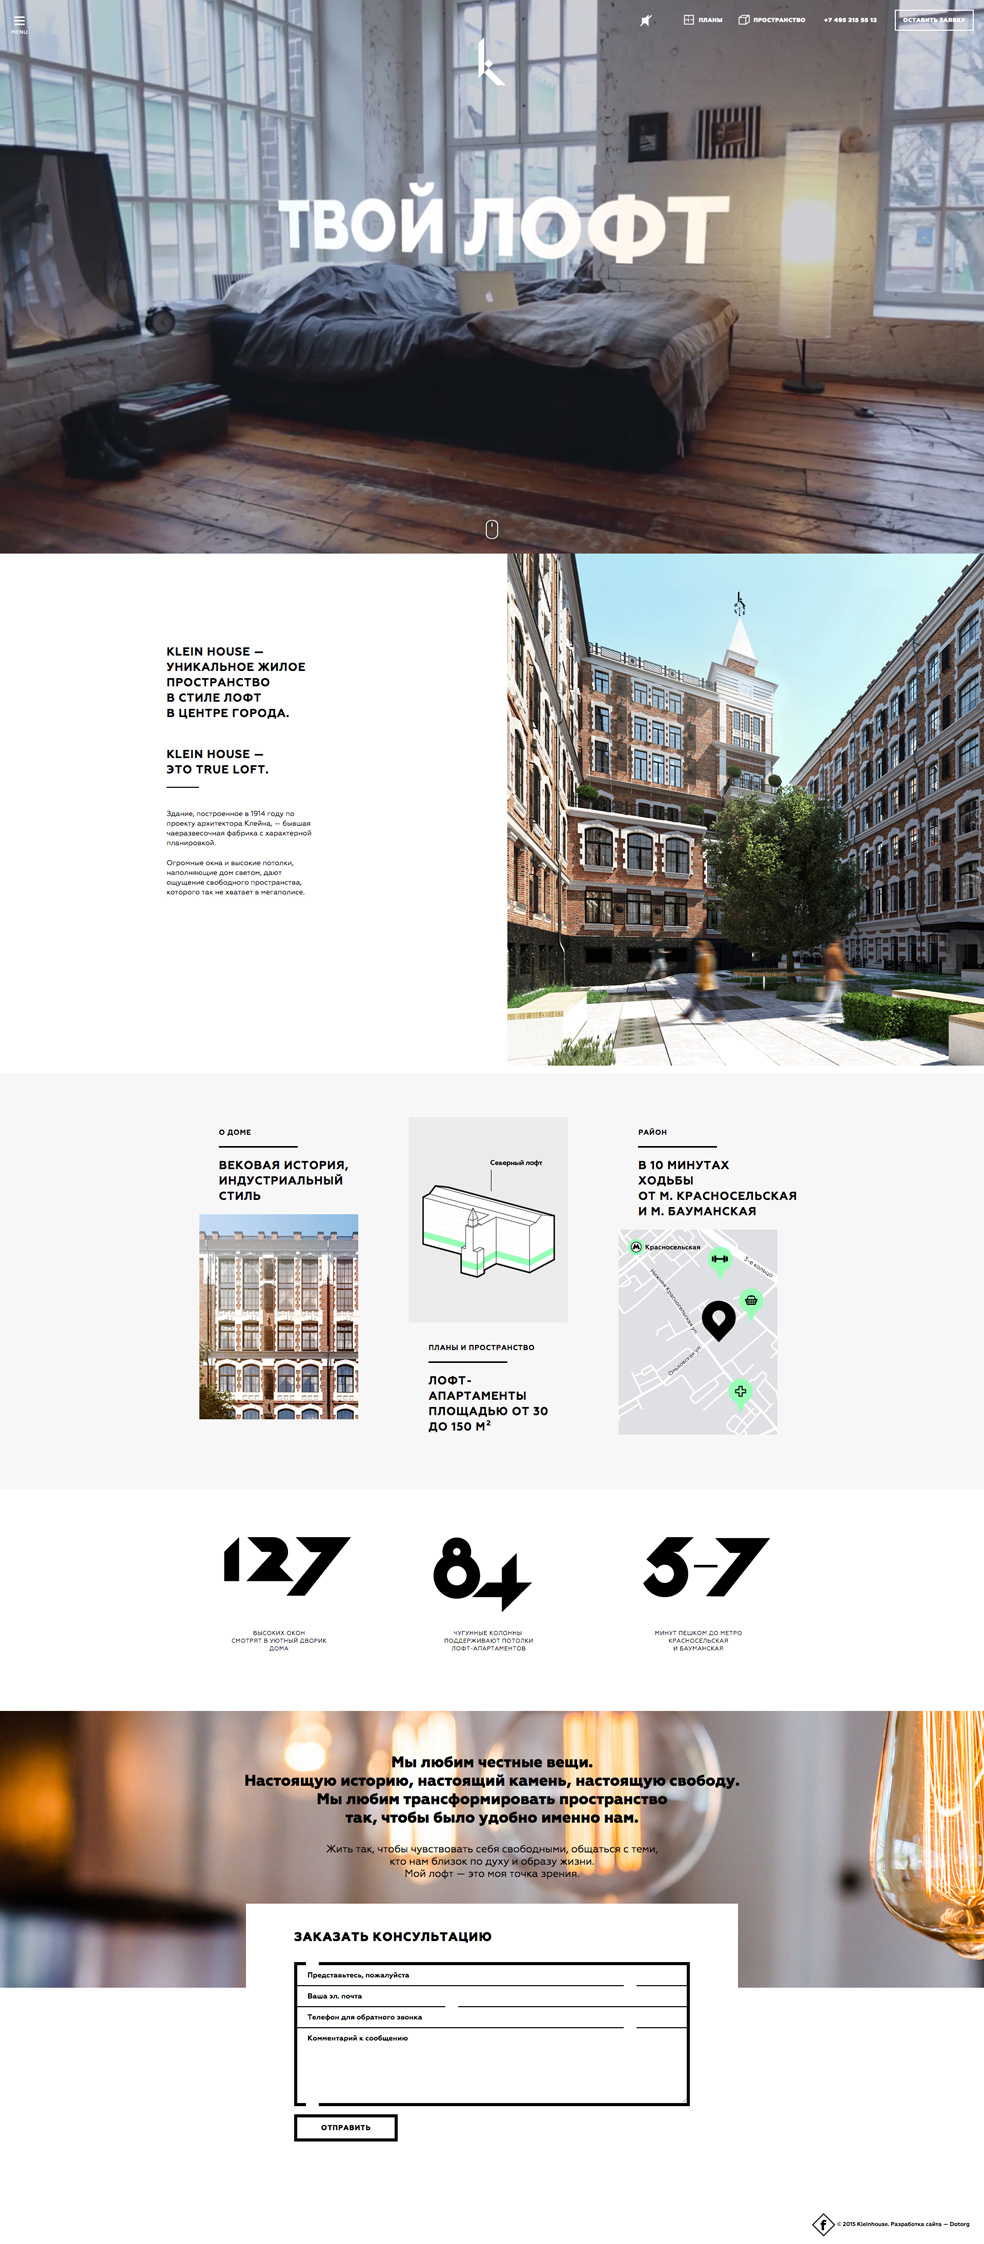 MENU
ПЛАНЫ
ПРОСТРАНСТВО
+7 495 215 55 12
ОСТАВИТЬ ЗАЯВКУ
k
ТВОЙ ЛОФТ
KLEIN HOUSE —
УНИКАЛЬНОЕ ЖИЛОЕ
ПРОСТРАНСТВО
В СТИЛЕ ЛОФТ
В ЦЕНТРЕ ГОРОДА.
KLEIN HOUSE —
ЭТО TRUE LOFT.
Здание, построенное в 1914 году по
проекту архитектора Клейна, — бывшая
чаеразвесочная фабрика с характерной
планировкой.
Огромные окна и высокие потолки,
наполняющие дом светом, дают
ощущение свободного пространства,
которого так не хватает в мегаполисе.
О ДОМЕ
ВЕКОВАЯ ИСТОРИЯ,
ИНДУСТРИАЛЬНЫЙ
СТИЛЬ
Северный лофт
ПЛАНЫ И ПРОСТРАНСТВО
ЛОФТ-
АПАРТАМЕНТЫ
ПЛОЩАДЬЮ ОТ 30
ДО 150 М²
РАЙОН
В 10 МИНУТАХ
ХОДЬБЫ
ОТ М. КРАСНОСЕЛЬСКАЯ
И М. БАУМАНСКАЯ
М Красносельская
3-е кольцо
Нижняя Красносельская ул.
Ольховская ул.
127
ВЫСОКИХ ОКОН
СМОТРЯТ В УЮТНЫЙ ДВОРИК
ДОМА
84
ЧУГУННЫЕ КОЛОННЫ
ПОДДЕРЖИВАЮТ ПОТОЛКИ
ЛОФТ-АПАРТАМЕНТОВ
5–7
МИНУТ ПЕШКОМ ДО МЕТРО
КРАСНОСЕЛЬСКАЯ
И БАУМАНСКАЯ
Мы любим честные вещи.
Настоящую историю, настоящий камень, настоящую свободу.
Мы любим трансформировать пространство
так, чтобы было удобно именно нам.
Жить так, чтобы чувствовать себя свободными, общаться с теми,
кто нам близок по духу и образу жизни.
Мой лофт — это моя точка зрения.
ЗАКАЗАТЬ КОНСУЛЬТАЦИЮ
Представьтесь, пожалуйста
Ваша эл. почта
Телефон для обратного звонка
Комментарий к сообщению
ОТПРАВИТЬ
f
© 2015 Kleinhouse. Разработка сайта — Dotorg